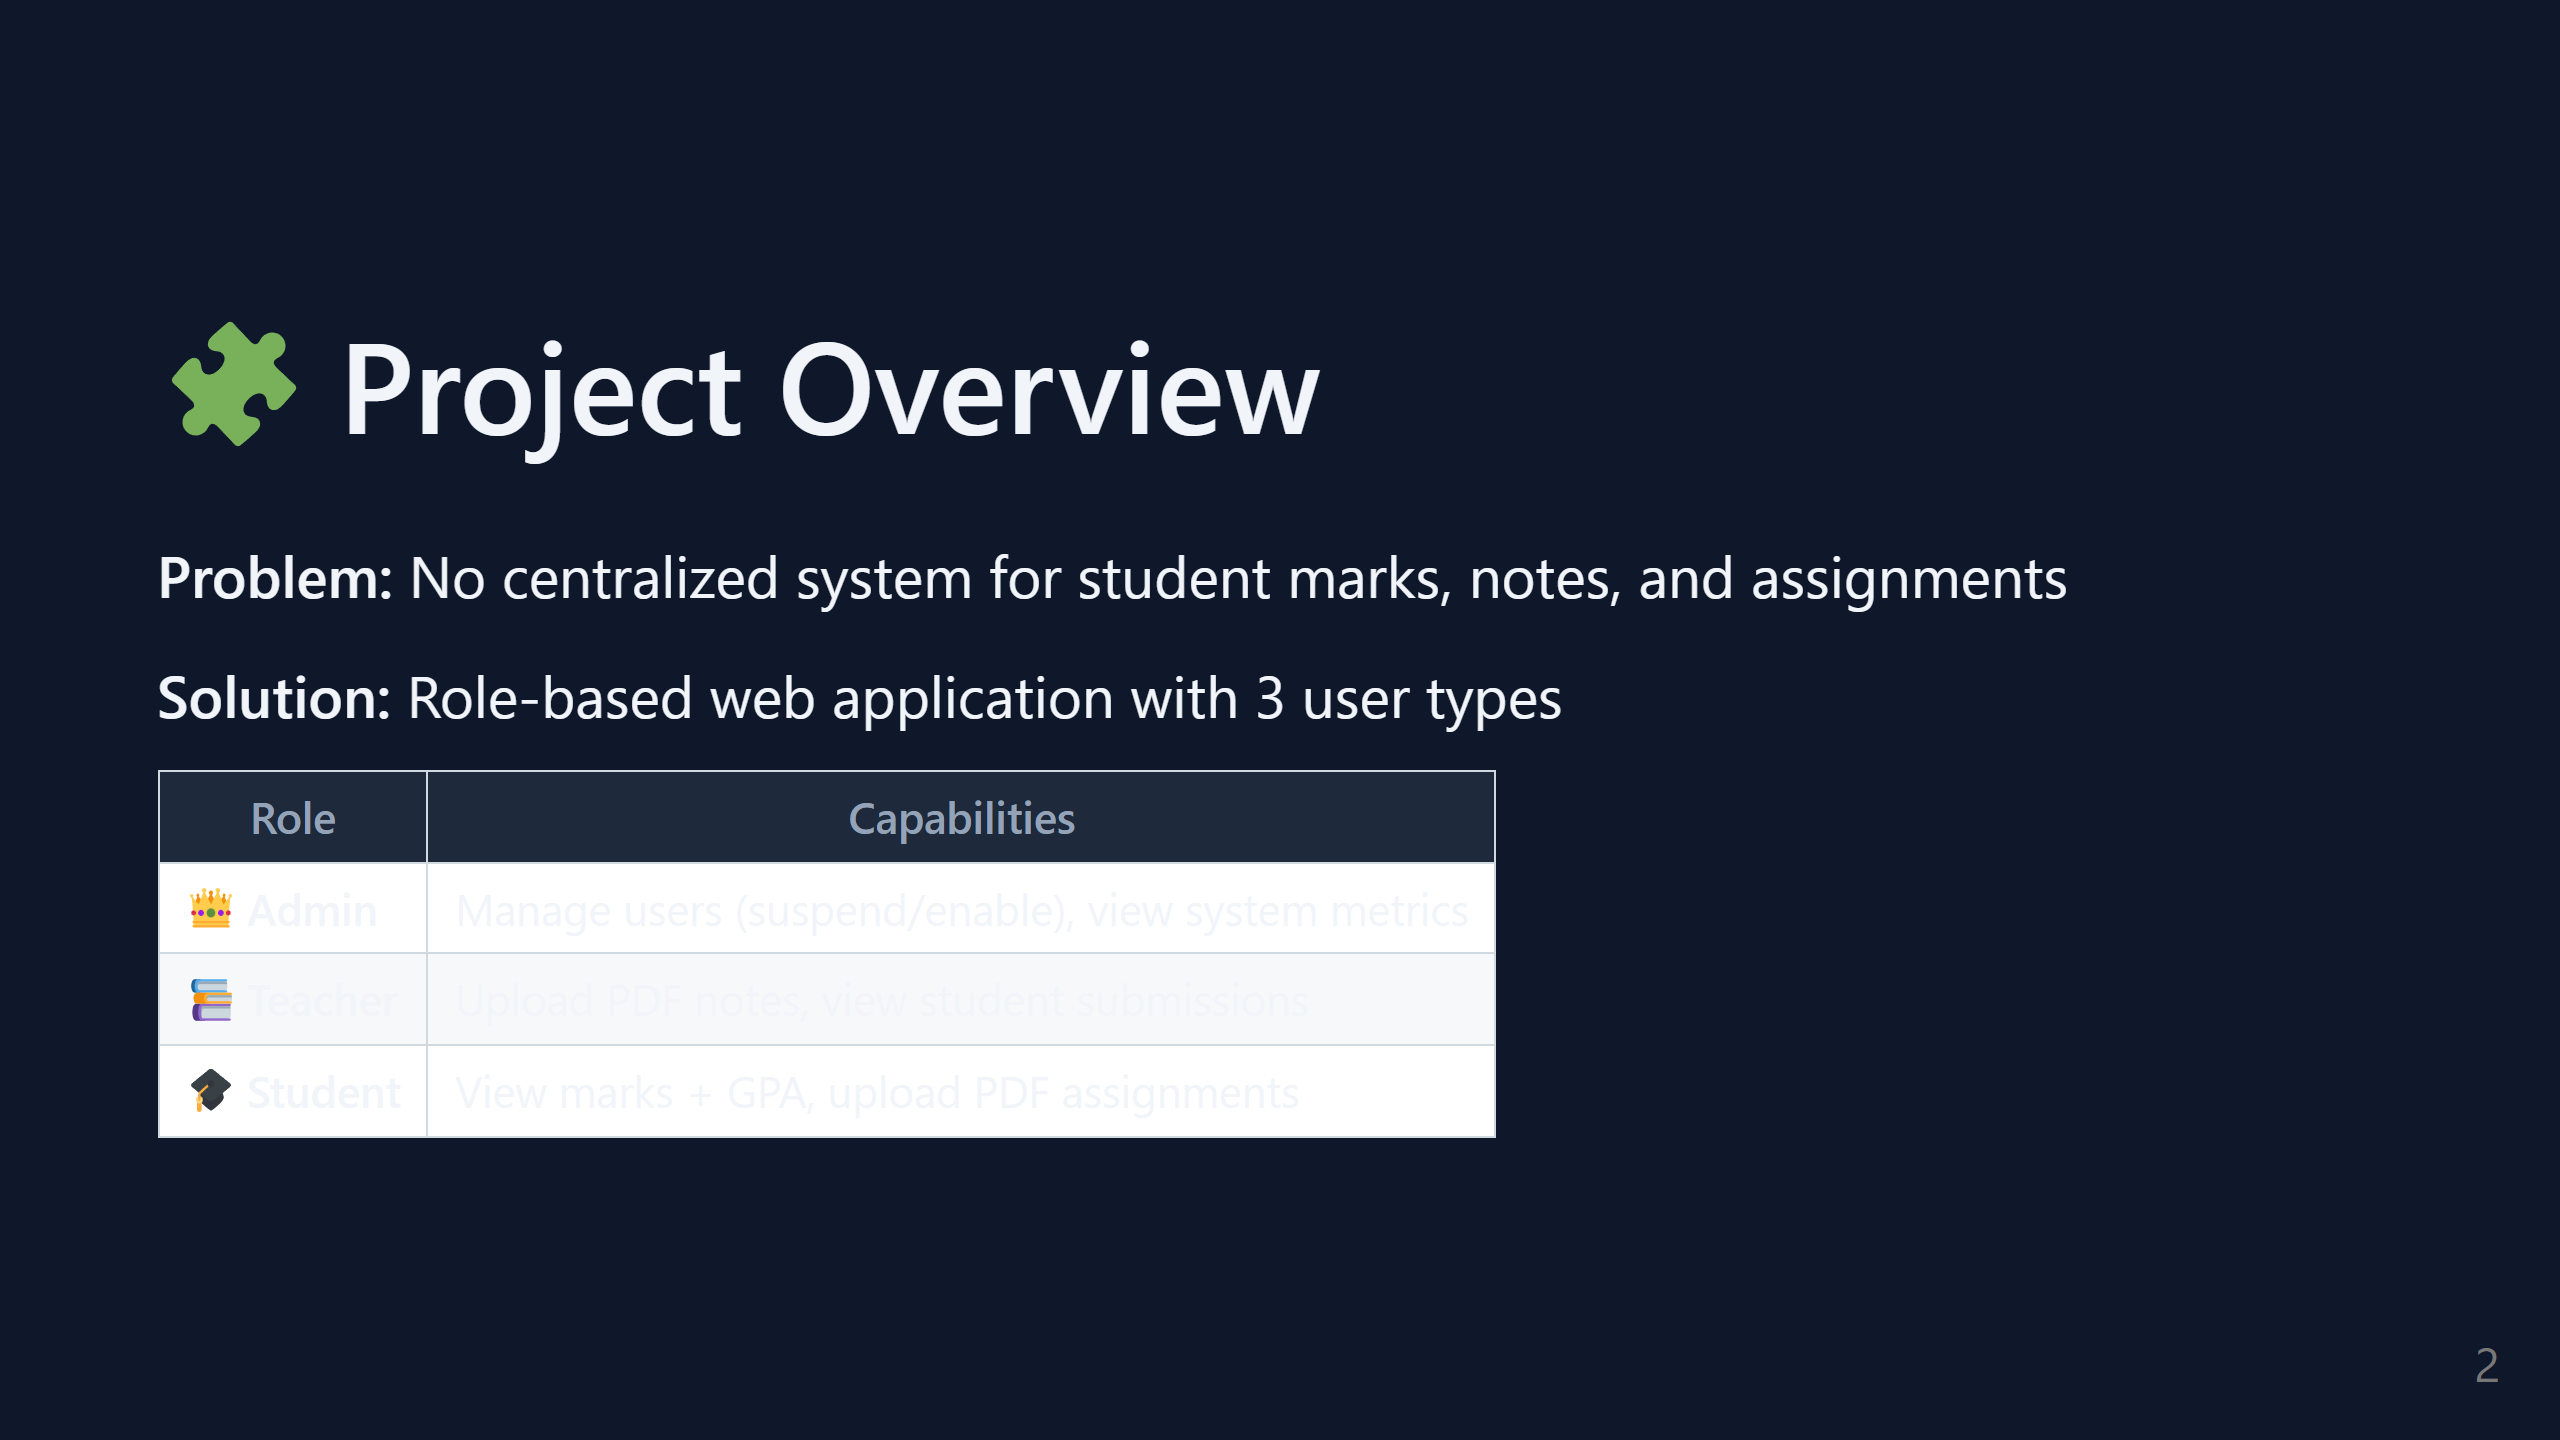 Project Overview
Problem: No centralized system for student marks, notes, and assignments
Solution: Role-based web application with 3 user types
Role Capabilities
Admin Manage users (suspend/enable), view system metrics
Teacher Upload PDF notes, view student submissions
Student View marks + GPA, upload PDF assignments
2